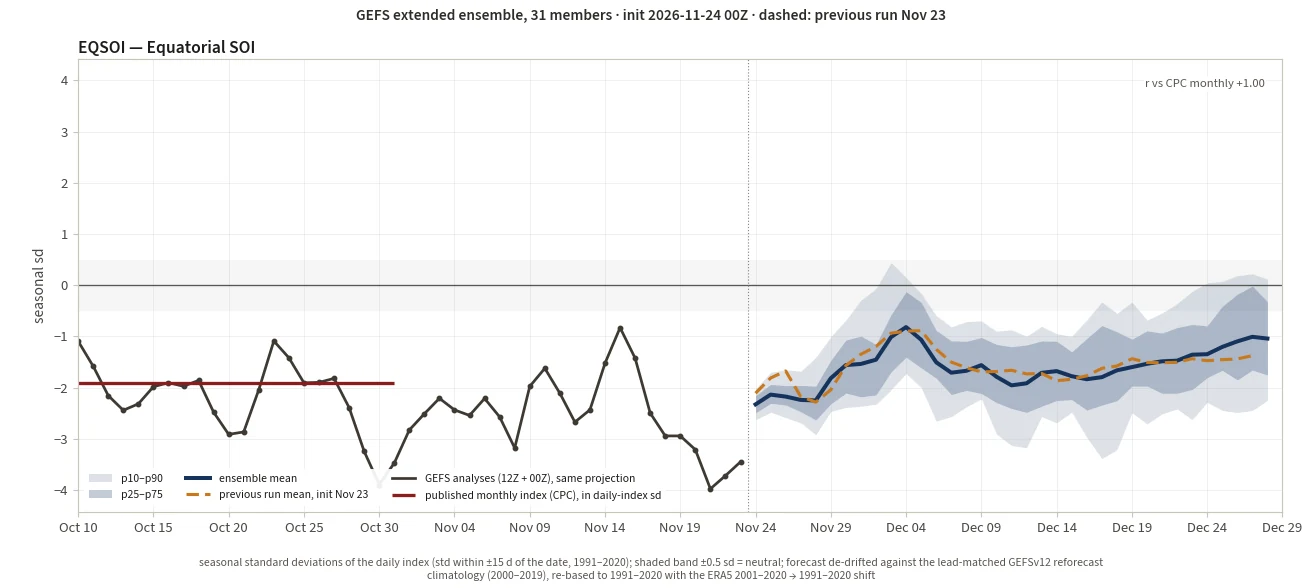 GEFS extended ensemble, 31 members · init 2026-11-24 00Z · dashed: previous run Nov 23
EQSOI — Equatorial SOI
r vs CPC monthly +1.00
seasonal sd
4
3
2
1
0
−1
−2
−3
−4
p10–p90
p25–p75
ensemble mean
previous run mean, init Nov 23
GEFS analyses (12Z + 00Z), same projection
published monthly index (CPC), in daily-index sd
Oct 10 Oct 15 Oct 20 Oct 25 Oct 30 Nov 04 Nov 09 Nov 14 Nov 19 Nov 24 Nov 29 Dec 04 Dec 09 Dec 14 Dec 19 Dec 24 Dec 29
seasonal standard deviations of the daily index (std within ±15 d of the date, 1991–2020); shaded band ±0.5 sd = neutral; forecast de-drifted against the lead-matched GEFSv12 reforecast
climatology (2000–2019), re-based to 1991–2020 with the ERA5 2001–2020 → 1991–2020 shift